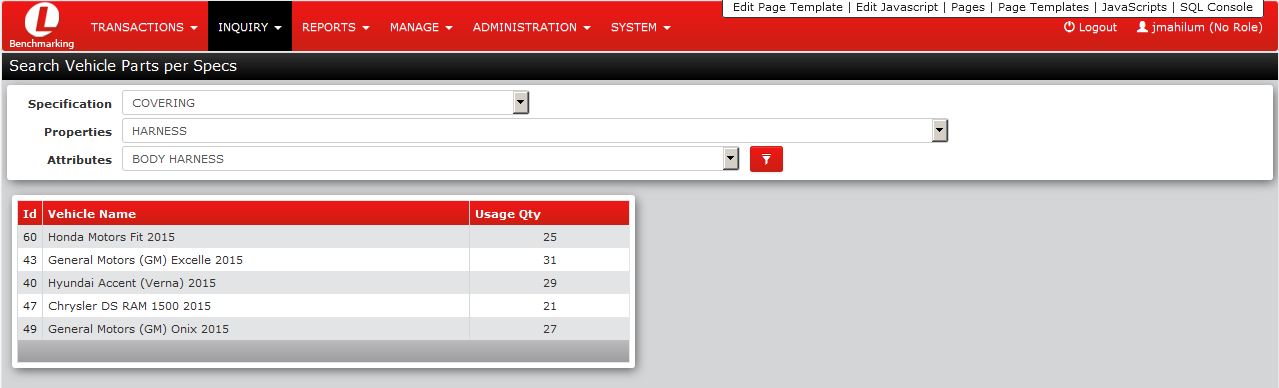 Edit Page Template | Edit Javascript | Pages | Page Templates | JavaScripts | SQL Console
L
Benchmarking
TRANSACTIONS INQUIRY REPORTS MANAGE ADMINISTRATION SYSTEM Logout jmahilum (No Role)
Search Vehicle Parts per Specs
Specification COVERING
Properties HARNESS
Attributes BODY HARNESS
Id Vehicle Name Usage Qty
60 Honda Motors Fit 2015 25
43 General Motors (GM) Excelle 2015 31
40 Hyundai Accent (Verna) 2015 29
47 Chrysler DS RAM 1500 2015 21
49 General Motors (GM) Onix 2015 27